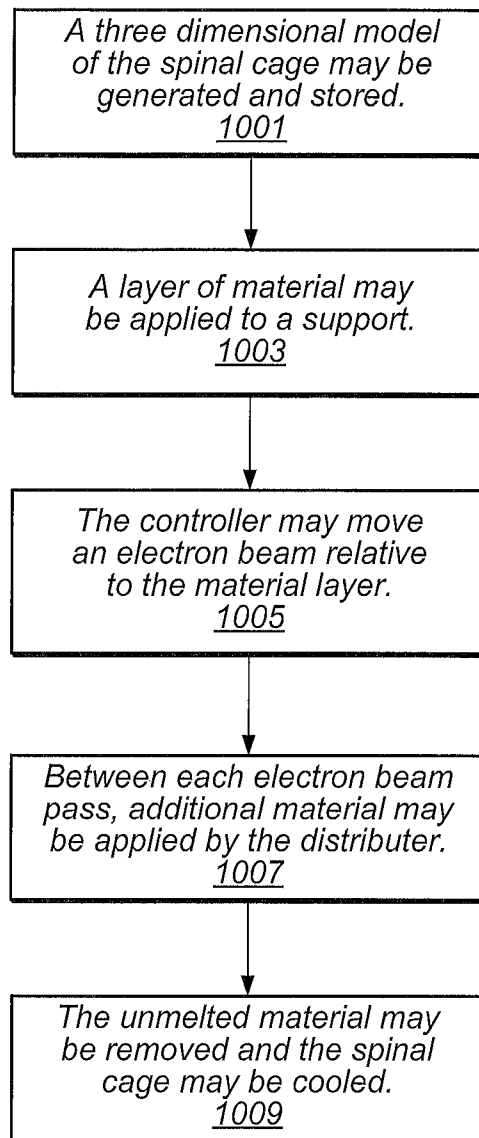 A three dimensional model
of the spinal cage may be
generated and stored.
1001
A layer of material may
be applied to a support.
1003
The controller may move
an electron beam relative
to the material layer.
1005
Between each electron beam
pass, additional material may
be applied by the distributer.
1007
The unmelted material may
be removed and the spinal
cage may be cooled.
1009